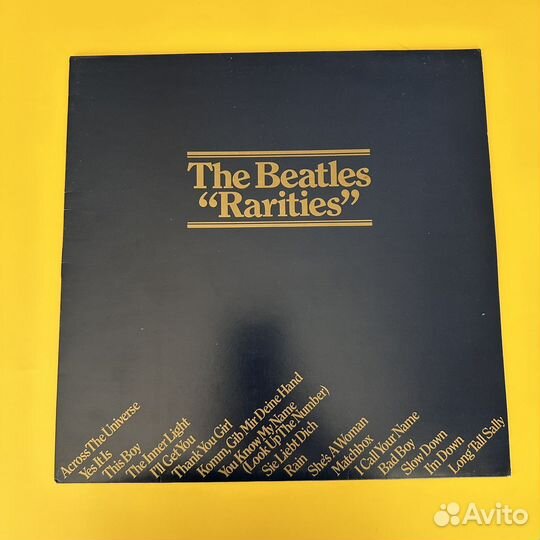 The Beatles
“Rarities”
Across The Universe
Yes It Is
This Boy
The Inner Light
I'll Get You
Thank You Girl
Komm, Gib Mir Deine Hand
You Know My Name
(Look Up The Number)
Sie Liebt Dich
Rain
She's A Woman
Matchbox
I Call Your Name
Bad Boy
Slow Down
I'm Down
Long Tall Sally
Avito